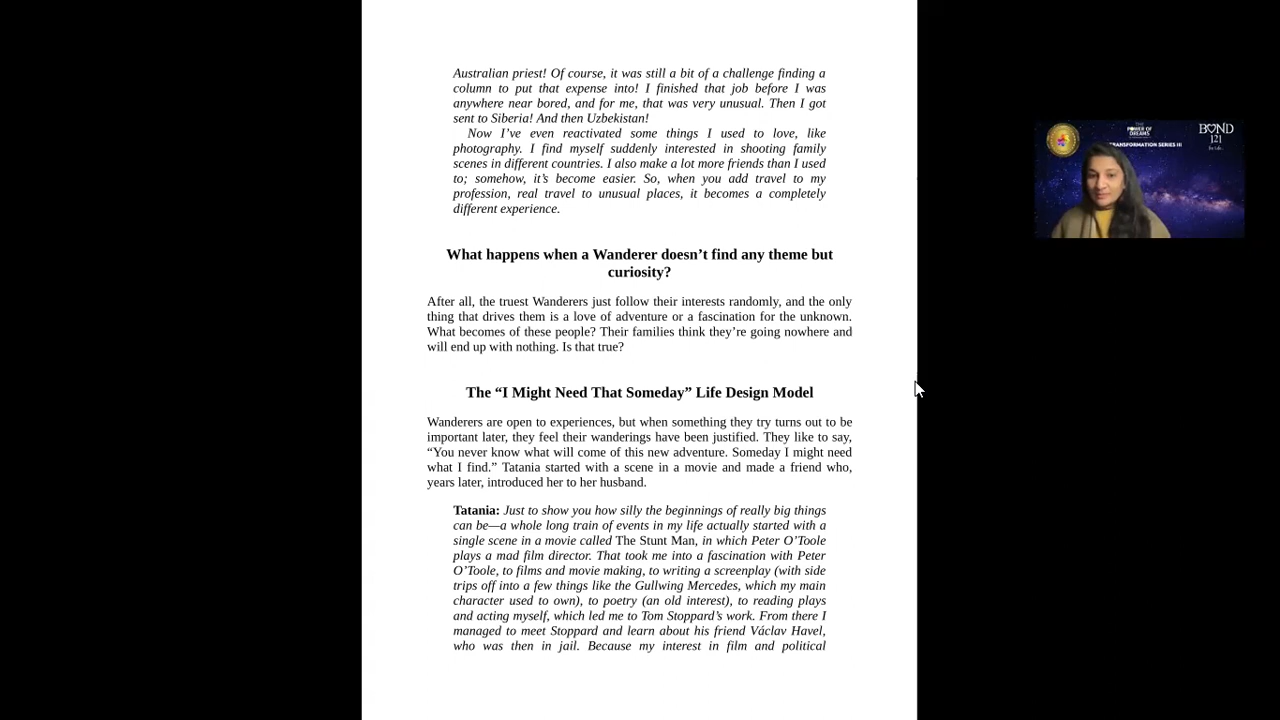 Australian priest! Of course, it was still a bit of a challenge finding a
column to put that expense into! I finished that job before I was
anywhere near bored, and for me, that was very unusual. Then I got
sent to Siberia! And then Uzbekistan!
Now I’ve even reactivated some things I used to love, like
photography. I find myself suddenly interested in shooting family
scenes in different countries. I also make a lot more friends than I used
to; somehow, it’s become easier. So, when you add travel to my
profession, real travel to unusual places, it becomes a completely
different experience.
What happens when a Wanderer doesn’t find any theme but
curiosity?
After all, the truest Wanderers just follow their interests randomly, and the only
thing that drives them is a love of adventure or a fascination for the unknown.
What becomes of these people? Their families think they’re going nowhere and
will end up with nothing. Is that true?
The “I Might Need That Someday” Life Design Model
Wanderers are open to experiences, but when something they try turns out to be
important later, they feel their wanderings have been justified. They like to say,
“You never know what will come of this new adventure. Someday I might need
what I find.” Tatania started with a scene in a movie and made a friend who,
years later, introduced her to her husband.
Tatania: Just to show you how silly the beginnings of really big things
can be—a whole long train of events in my life actually started with a
single scene in a movie called The Stunt Man, in which Peter O’Toole
plays a mad film director. That took me into a fascination with Peter
O’Toole, to films and movie making, to writing a screenplay (with side
trips off into a few things like the Gullwing Mercedes, which my main
character used to own), to poetry (an old interest), to reading plays
and acting myself, which led me to Tom Stoppard’s work. From there I
managed to meet Stoppard and learn about his friend Václav Havel,
who was then in jail. Because my interest in film and political
THE
POWER OF
DREAMS
TRANSFORMATION SERIES III
BOND
121